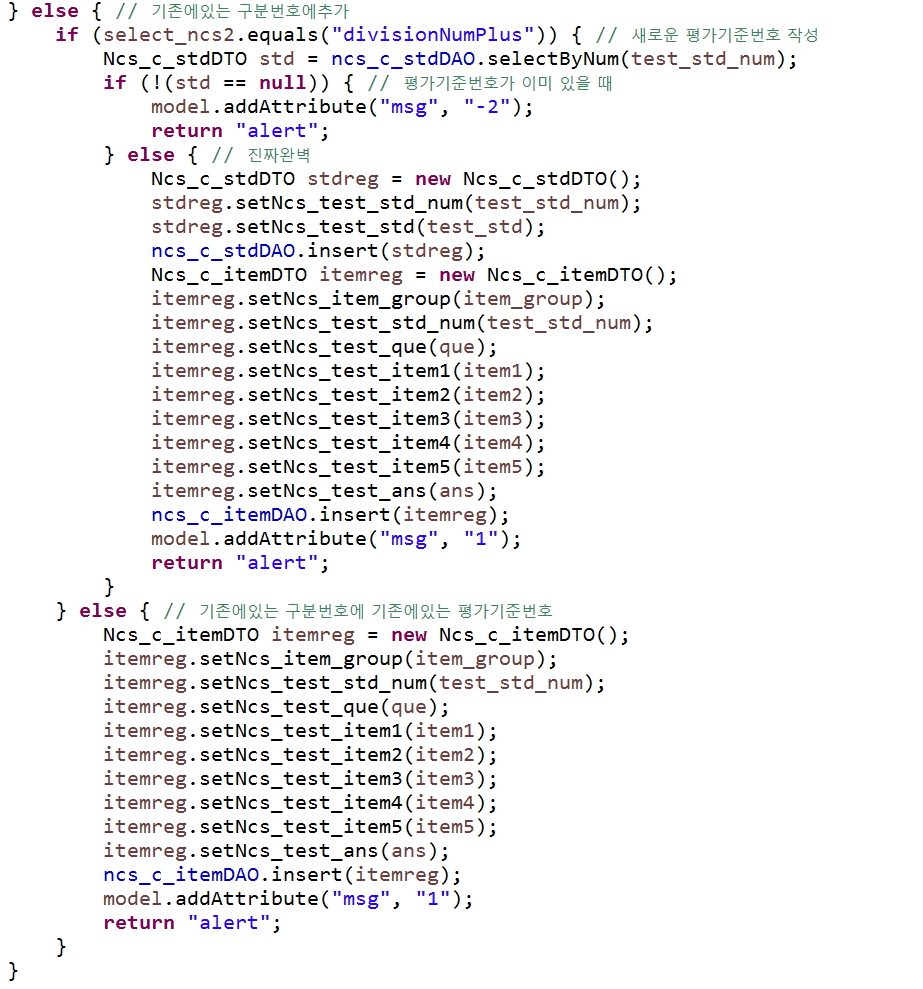 } else { // 기존에있는 구분번호에추가
if (select_ncs2.equals("divisionNumPlus")) { // 새로운 평가기준번호 작성
Ncs_c_stdDTO std = ncs_c_stdDAO.selectByNum(test_std_num);
if (!(std == null)) { // 평가기준번호가 이미 있을 때
model.addAttribute("msg", "-2");
return "alert";
} else { // 진짜완벽
Ncs_c_stdDTO stdreg = new Ncs_c_stdDTO();
stdreg.setNcs_test_std_num(test_std_num);
stdreg.setNcs_test_std(test_std);
ncs_c_stdDAO.insert(stdreg);
Ncs_c_itemDTO itemreg = new Ncs_c_itemDTO();
itemreg.setNcs_item_group(item_group);
itemreg.setNcs_test_std_num(test_std_num);
itemreg.setNcs_test_que(que);
itemreg.setNcs_test_item1(item1);
itemreg.setNcs_test_item2(item2);
itemreg.setNcs_test_item3(item3);
itemreg.setNcs_test_item4(item4);
itemreg.setNcs_test_item5(item5);
itemreg.setNcs_test_ans(ans);
ncs_c_itemDAO.insert(itemreg);
model.addAttribute("msg", "1");
return "alert";
}
} else { // 기존에있는 구분번호에 기존에있는 평가기준번호
Ncs_c_itemDTO itemreg = new Ncs_c_itemDTO();
itemreg.setNcs_item_group(item_group);
itemreg.setNcs_test_std_num(test_std_num);
itemreg.setNcs_test_que(que);
itemreg.setNcs_test_item1(item1);
itemreg.setNcs_test_item2(item2);
itemreg.setNcs_test_item3(item3);
itemreg.setNcs_test_item4(item4);
itemreg.setNcs_test_item5(item5);
itemreg.setNcs_test_ans(ans);
ncs_c_itemDAO.insert(itemreg);
model.addAttribute("msg", "1");
return "alert";
}
}